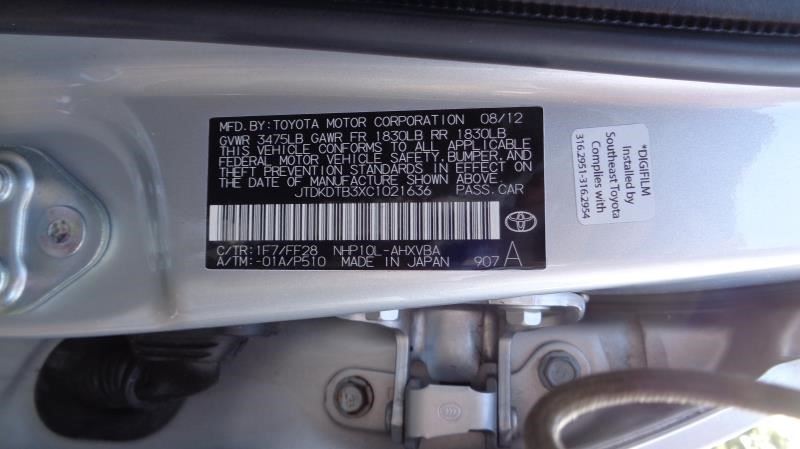 MFD.BY:TOYOTA MOTOR CORPORATION 08/12
GVWR 3475LB GAWR FR 1830LB RR 1830LB
THIS VEHICLE CONFORMS TO ALL APPLICABLE
FEDERAL MOTOR VEHICLE SAFETY,BUMPER,AND
THEFT PREVENTION STANDARDS IN EFFECT ON
THE DATE OF MANUFACTURE SHOWN ABOVE.
JTDKDTB3XC1021636 PASS.CAR
C/TR:1F7/FF28 NHP10L-AHXVBA
A/TM:-01A/P510 MADE IN JAPAN 907 A
*DIGIFILM
Installed by
Southeast Toyota
Complies with
316.2951-316.2954